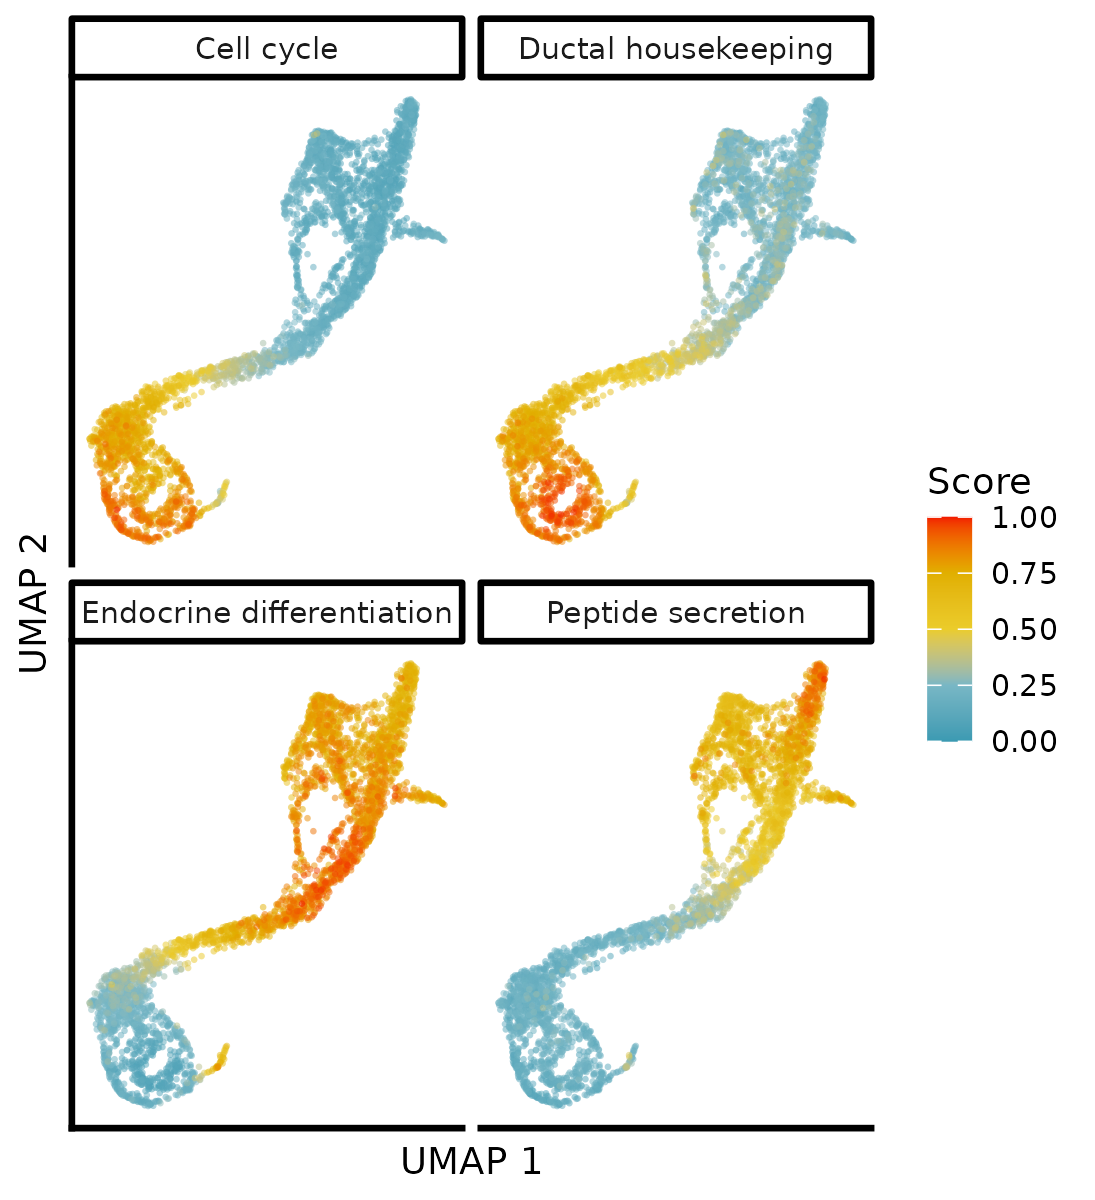 Cell cycle
Ductal housekeeping
Endocrine differentiation
Peptide secretion
UMAP 2
UMAP 1
Score
1.00
0.75
0.50
0.25
0.00